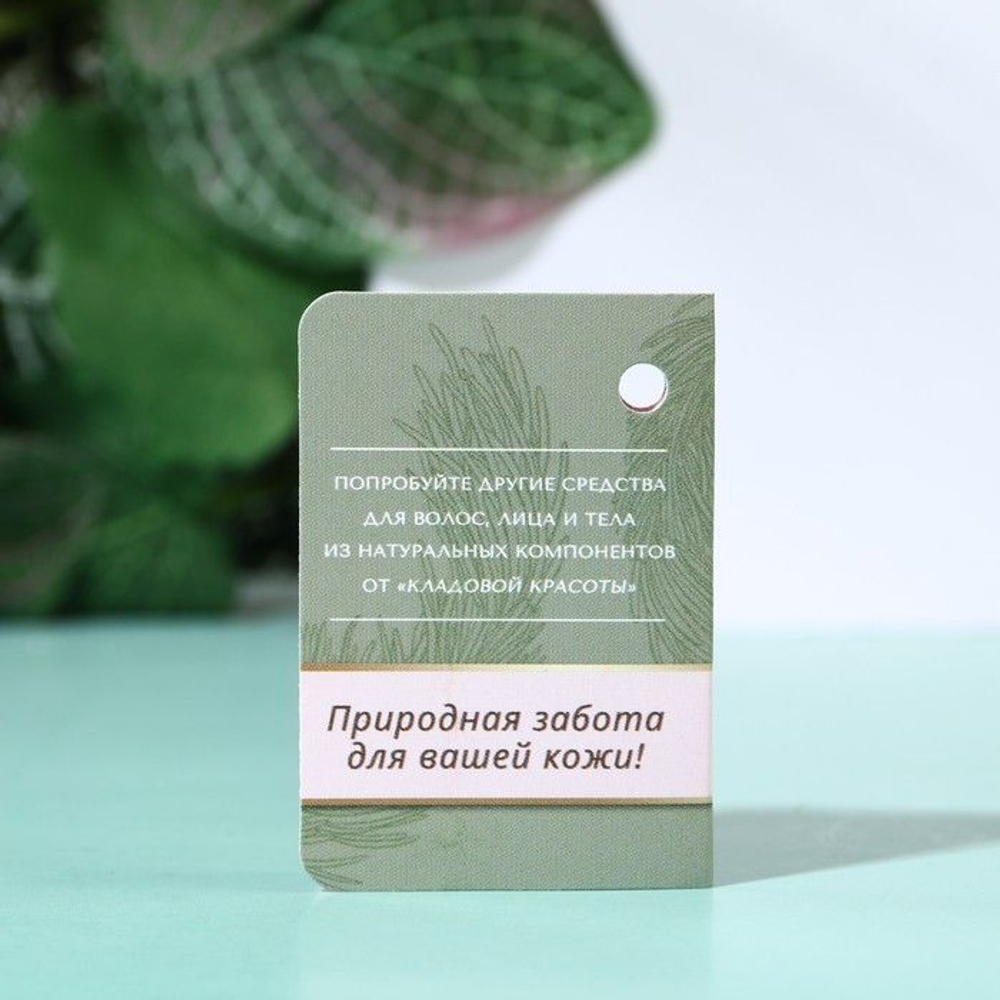 ПОПРОБУЙТЕ ДРУГИЕ СРЕДСТВА
ДЛЯ ВОЛОС, ЛИЦА И ТЕЛА
ИЗ НАТУРАЛЬНЫХ КОМПОНЕНТОВ
ОТ «КЛАДОВОЙ КРАСОТЫ»
Природная забота
для вашей кожи!